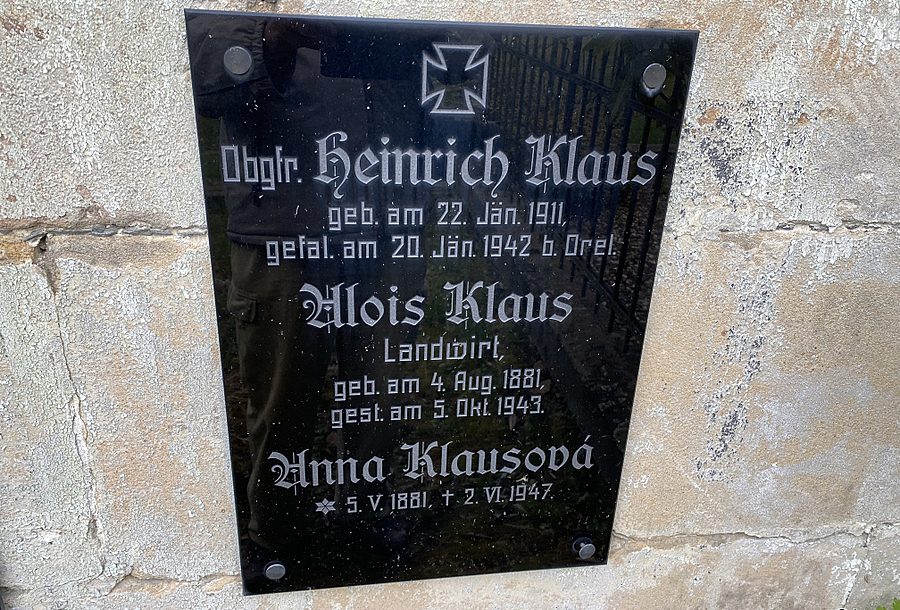 Obgfr. Heinrich Klaus
geb. am 22. Jän. 1911,
gefal. am 20. Jän. 1942 b. Orel.
Alois Klaus
Landwirt,
geb. am 4. Aug. 1881,
gest. am 5. Okt. 1943.
Anna Klausová
* 5. V. 1881, † 2. VI. 1947.